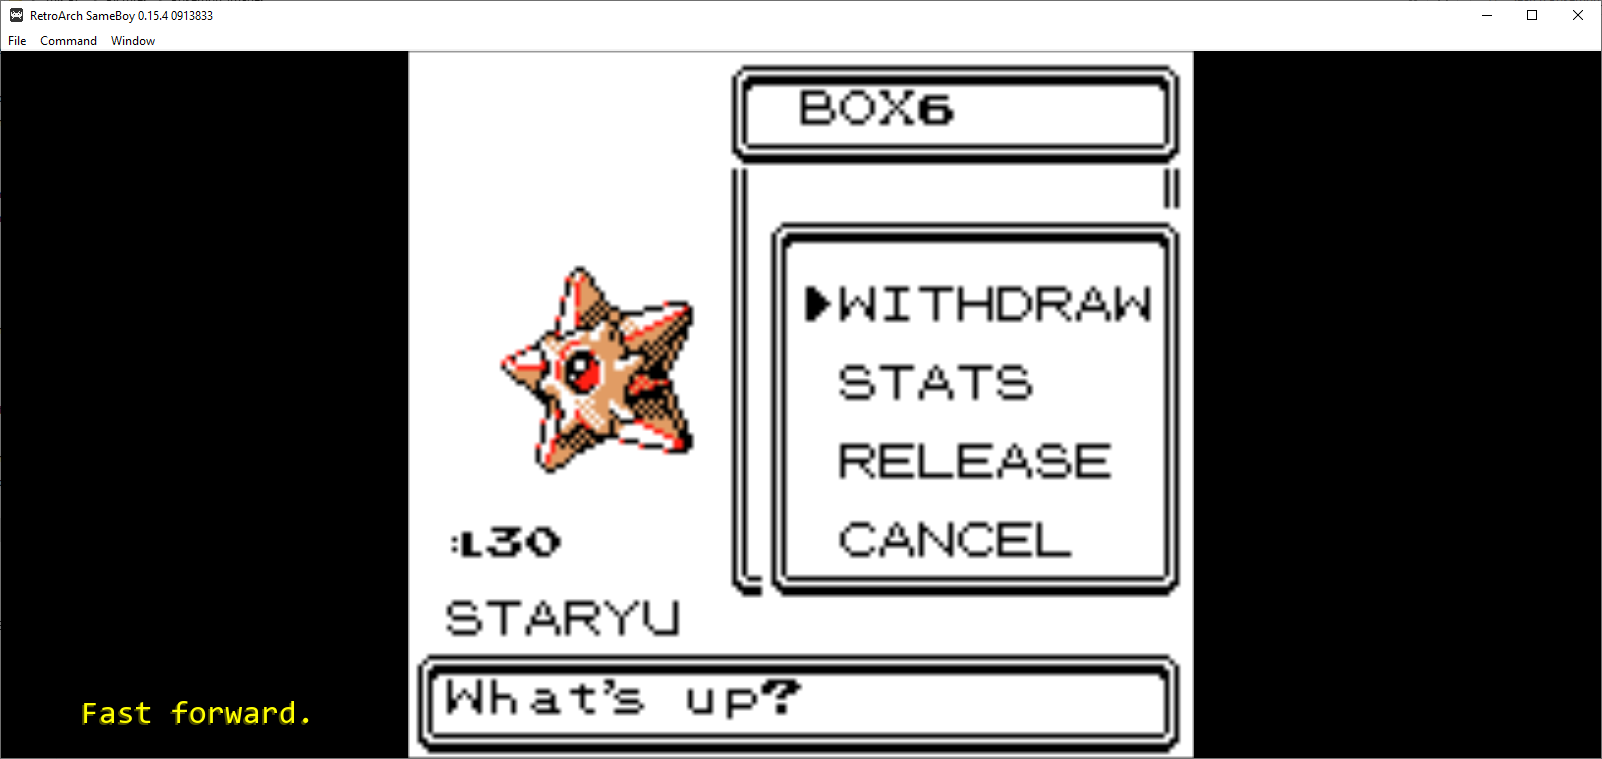 RetroArch SameBoy 0.15.4 0913833
File Command Window
BOX6
WITHDRAW
STATS
RELEASE
CANCEL
:L30
STARYU
What's up?
Fast forward.